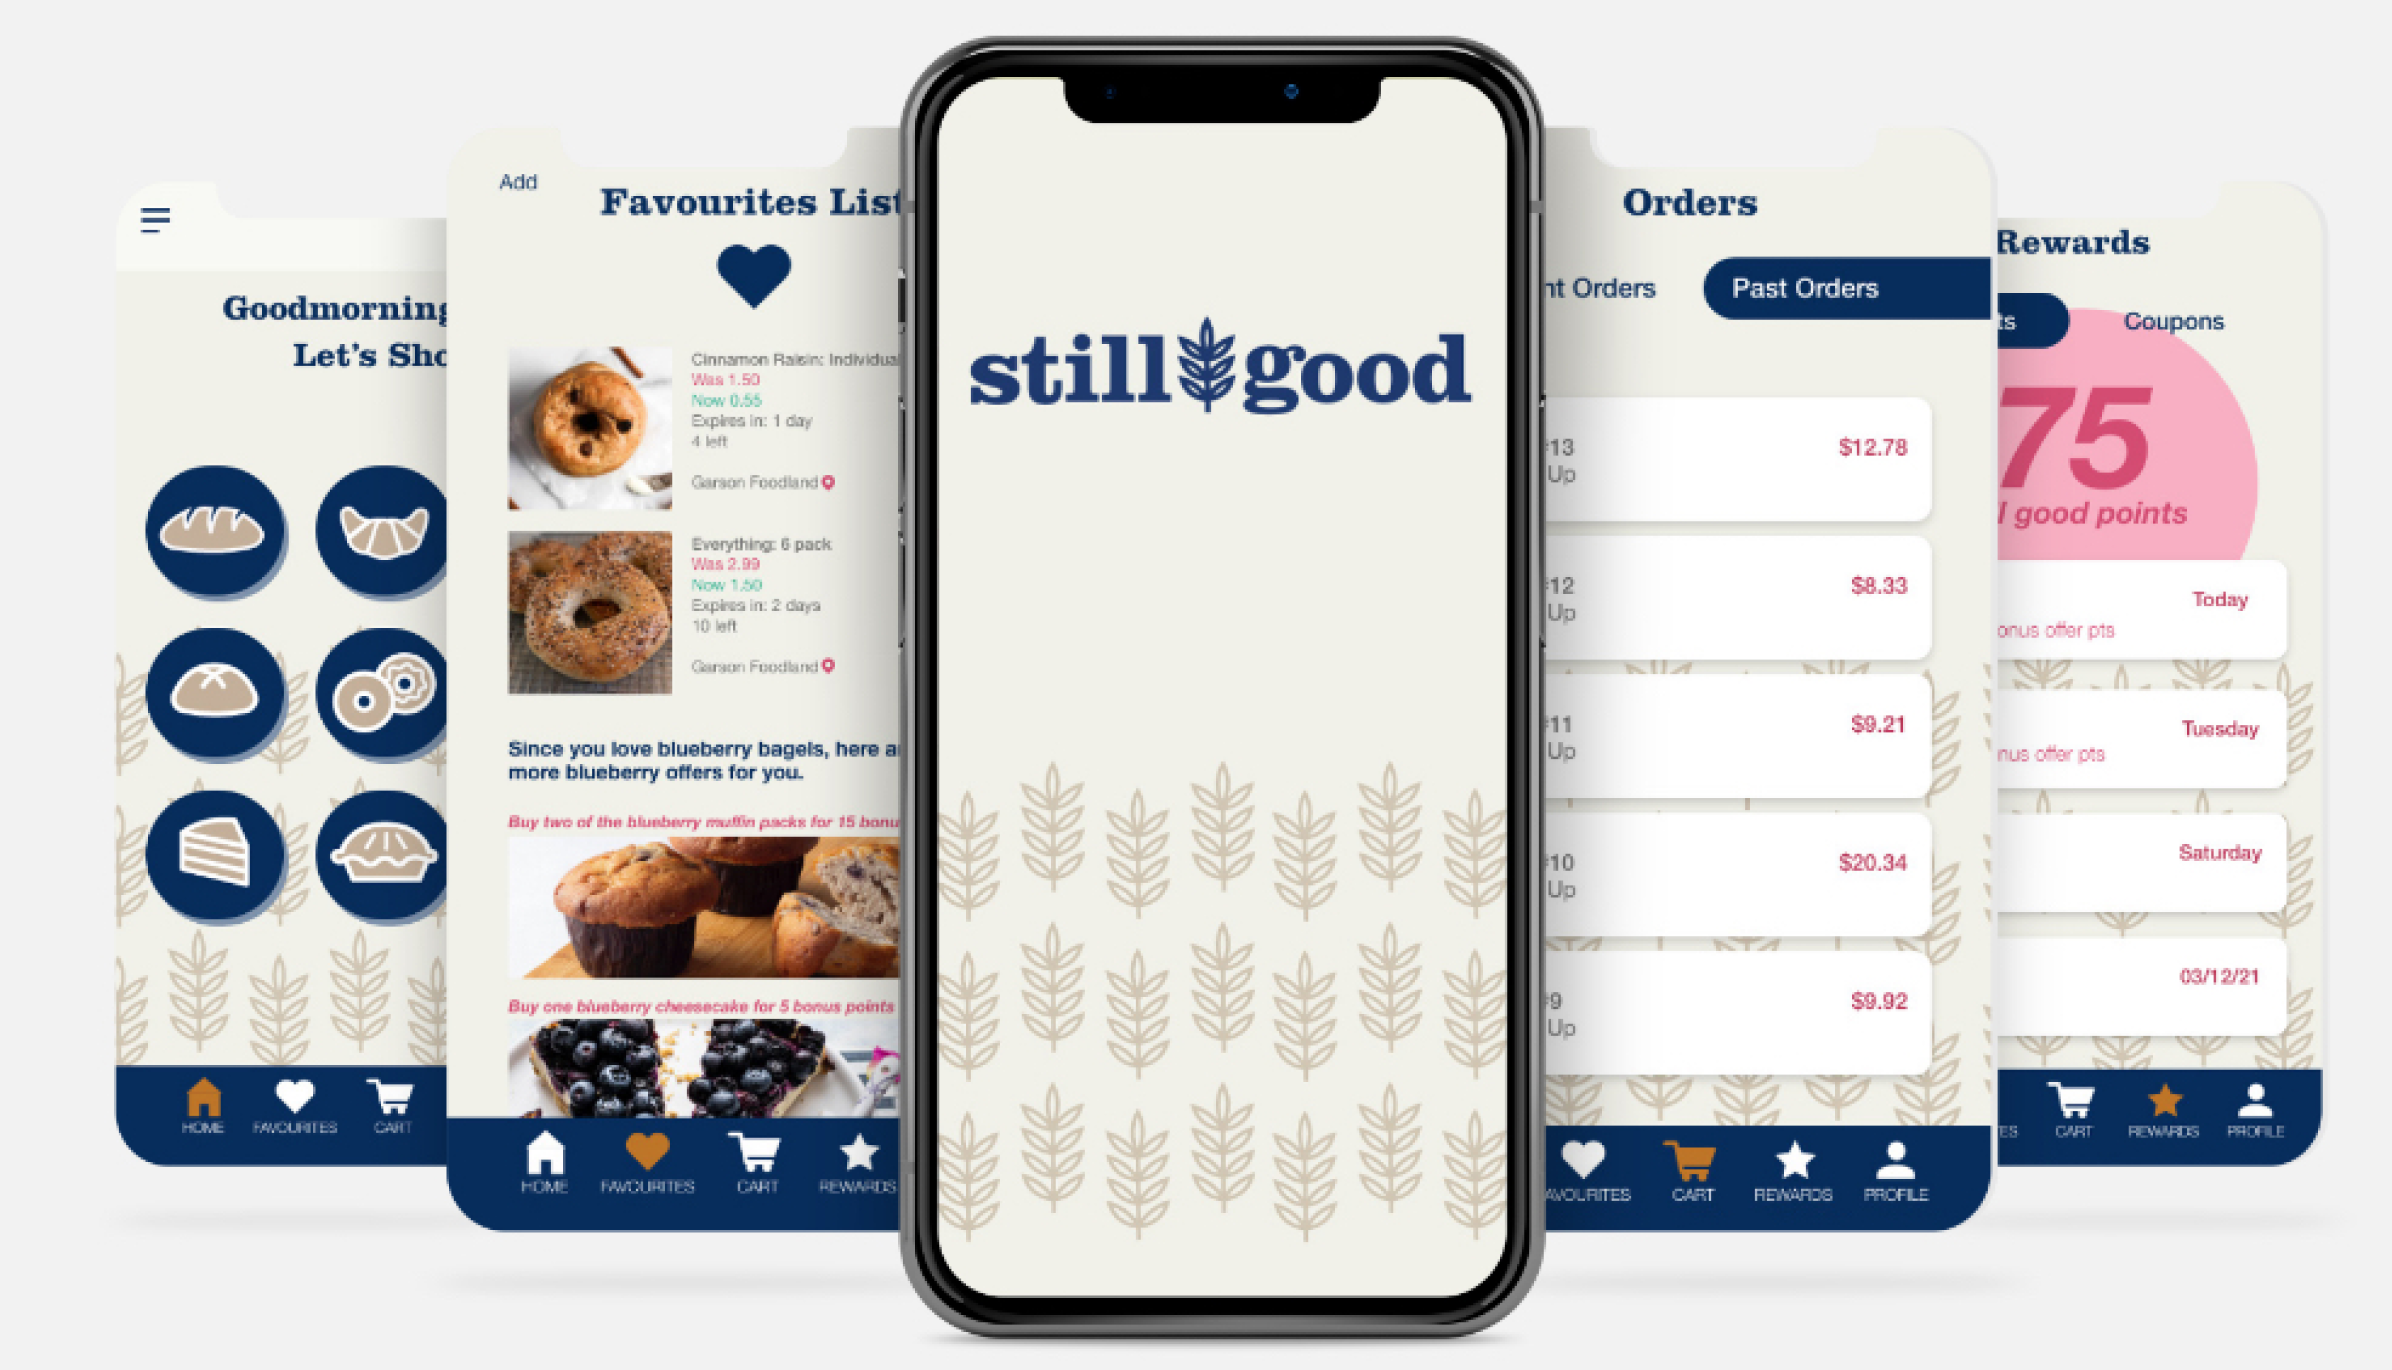 Goodmorning
Let's Sho
HOME FAVOURITES CART
Add
Favourites List
Cinnamon Raisin: Individual
Was 1.50
Now 0.55
Expires in: 1 day
4 left
Garson Foodland
Everything: 6 pack
Was 2.99
Now 1.50
Expires in: 2 days
10 left
Garson Foodland
Since you love blueberry bagels, here a
more blueberry offers for you.
Buy two of the blueberry muffin packs for 15 bonu
Buy one blueberry cheesecake for 5 bonus points
HOME FAVOURITES CART REWARDS
still good
Orders
nt Orders Past Orders
#13 $12.78
Up
#12 $8.33
Up
#11 $9.21
Up
#10 $20.34
Up
#9 $9.92
Up
AVOURITES CART REWARDS PROFILE
Rewards
ts Coupons
75
l good points
Today
onus offer pts
Tuesday
nus offer pts
Saturday
03/12/21
ES CART REWARDS PROFILE